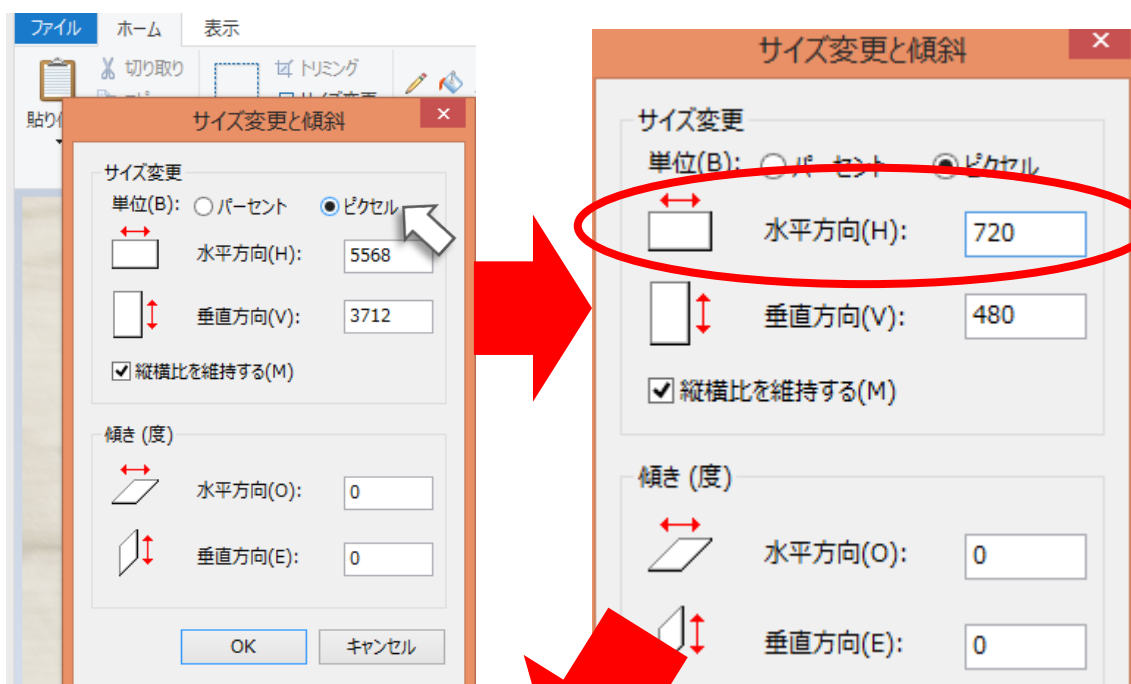 ファイル ホーム 表示
切り取り トリミング
サイズ変更と傾斜
サイズ変更
単位(B): パーセント ピクセル
水平方向(H): 5568
垂直方向(V): 3712
縦横比を維持する(M)
傾き (度)
水平方向(O): 0
垂直方向(E): 0
OK キャンセル
サイズ変更と傾斜
サイズ変更
単位(B): パーセント ピクセル
水平方向(H): 720
垂直方向(V): 480
縦横比を維持する(M)
傾き (度)
水平方向(O): 0
垂直方向(E): 0